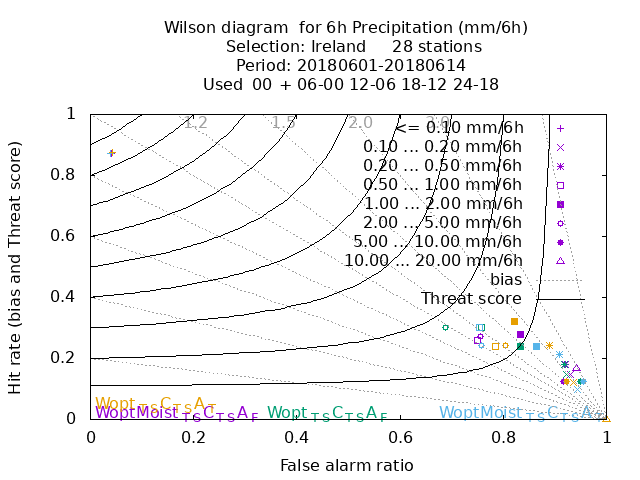 Wilson diagram  for 6h Precipitation (mm/6h)
Selection: Ireland     28 stations
Period: 20180601-20180614
Used  00  + 06-00 12-06 18-12 24-18
Hit rate (bias and Threat score)
1
0.8
0.6
0.4
0.2
0
1.2
1.5
2.0
<= 0.10 mm/6h
0.10 ... 0.20 mm/6h
0.20 ... 0.50 mm/6h
0.50 ... 1.00 mm/6h
1.00 ... 2.00 mm/6h
2.00 ... 5.00 mm/6h
5.00 ... 10.00 mm/6h
10.00 ... 20.00 mm/6h
bias
Threat score
0 0.2 0.4 0.6 0.8 1
False alarm ratio